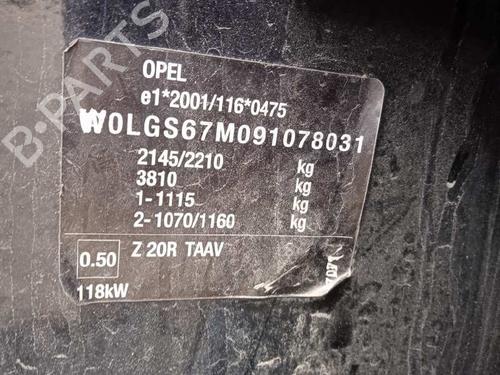 B-PARTS
OPEL
e1*2001/116*0475
W0LGS67M091078031
2145/2210 kg
3810 kg
1-1115 kg
2-1070/1160 kg
0.50 Z 20R TAAV
118kW